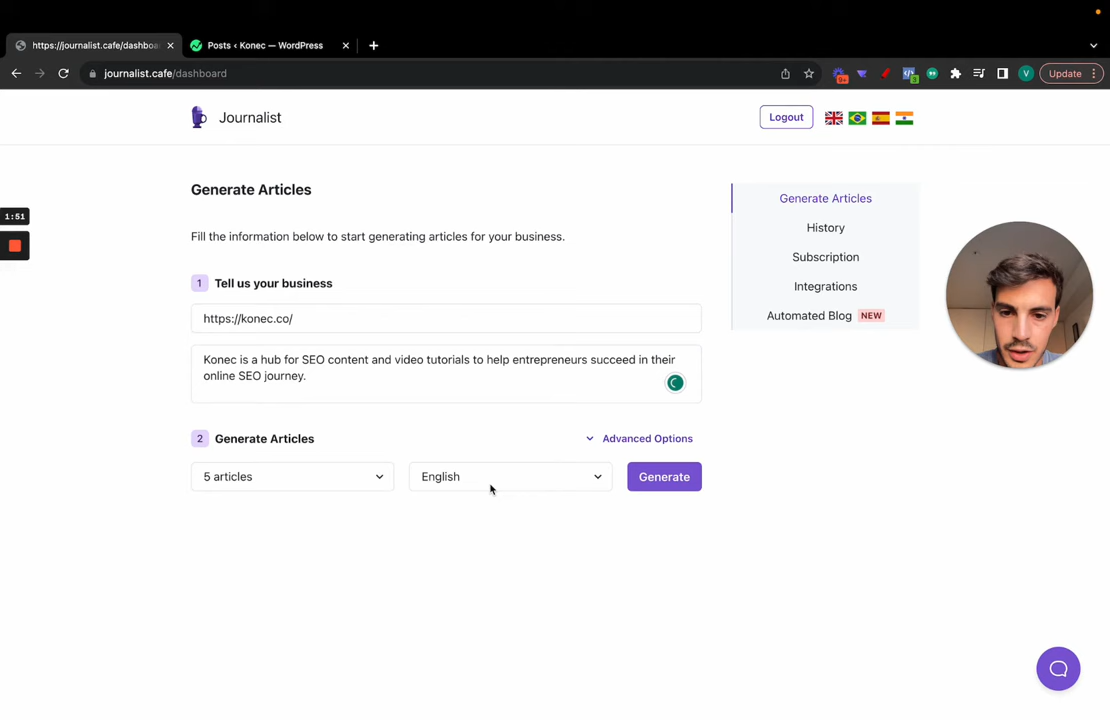 https://journalist.cafe/dashboa
Posts ‹ Konec — WordPress
journalist.cafe/dashboard
9+
3
V
Update
Journalist
Logout
Generate Articles
Fill the information below to start generating articles for your business.
1 Tell us your business
https://konec.co/
Konec is a hub for SEO content and video tutorials to help entrepreneurs succeed in their
online SEO journey.
2 Generate Articles
Advanced Options
5 articles
English
Generate
Generate Articles
History
Subscription
Integrations
Automated Blog NEW
1:51